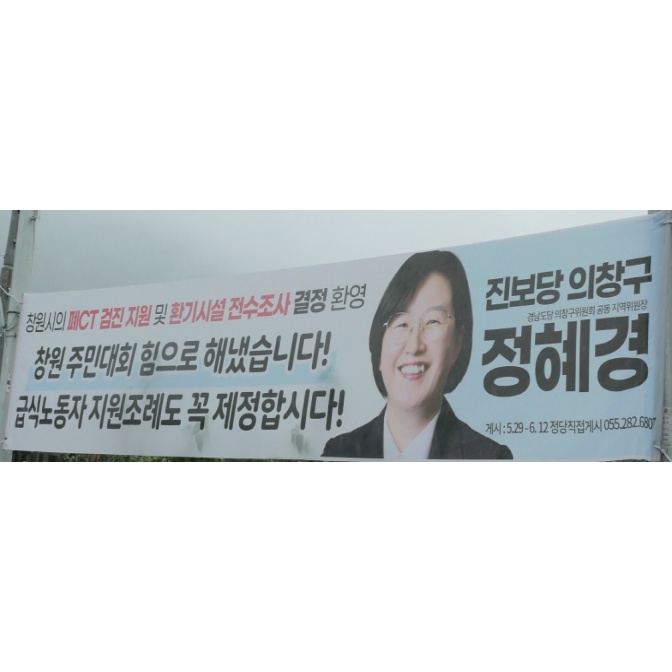 창원시의 폐CT 검진 지원 및 환기시설 전수조사 결정 환영
창원 주민대회 힘으로 해냈습니다!
급식노동자 지원조례도 꼭 제정합시다!
진보당 의창구
경남도당 의창구위원회 공동 지역위원장
정혜경
게시 : 5.29 - 6. 12 정당직접게시 055.282.6807